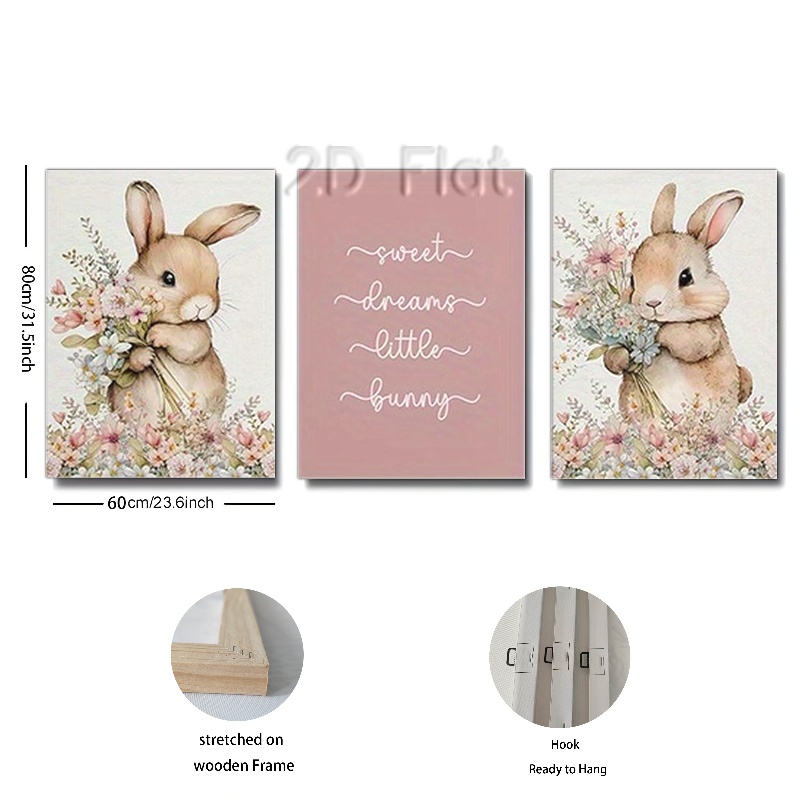 2D Flat
sweet
dreams
little
bunny
80cm/31.5inch
60cm/23.6inch
stretched on
wooden Frame
Hook
Ready to Hang